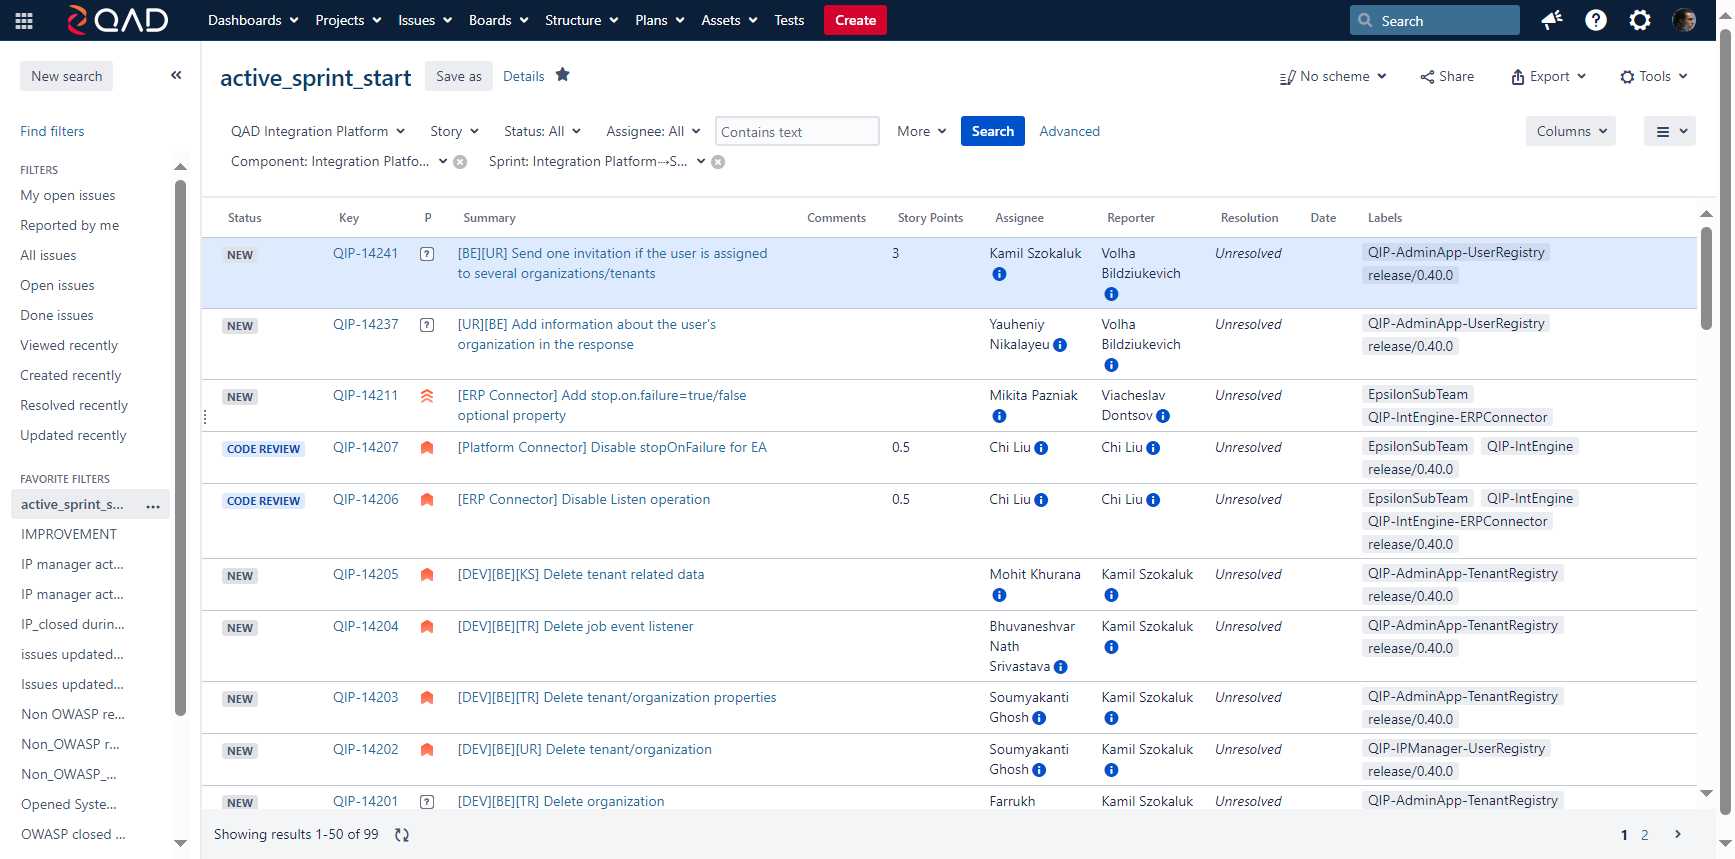 QAD Dashboards Projects Issues Boards Structure Plans Assets Tests Create Search
New search
Find filters
FILTERS
My open issues
Reported by me
All issues
Open issues
Done issues
Viewed recently
Created recently
Resolved recently
Updated recently
FAVORITE FILTERS
active_sprint_s... ...
IMPROVEMENT
IP manager act...
IP manager act...
IP_closed durin...
issues updated...
Issues updated...
Non OWASP re...
Non_OWASP r...
Non_OWASP_...
Opened Syste...
OWASP closed ...
active_sprint_start Save as Details No scheme Share Export Tools
QAD Integration Platform Story Status: All Assignee: All Contains text More Search Advanced Columns
Component: Integration Platfo... Sprint: Integration Platform→S...
Status Key P Summary Comments Story Points Assignee Reporter Resolution Date Labels
NEW QIP-14241 [BE][UR] Send one invitation if the user is assigned 3 Kamil Szokaluk Volha Unresolved QIP-AdminApp-UserRegistry
to several organizations/tenants Bildziukevich release/0.40.0
NEW QIP-14237 [UR][BE] Add information about the user's Yauheniy Volha Unresolved QIP-AdminApp-UserRegistry
organization in the response Nikalayeu Bildziukevich release/0.40.0
NEW QIP-14211 [ERP Connector] Add stop.on.failure=true/false Mikita Pazniak Viacheslav Unresolved EpsilonSubTeam
optional property Dontsov QIP-IntEngine-ERPConnector
CODE REVIEW QIP-14207 [Platform Connector] Disable stopOnFailure for EA 0.5 Chi Liu Chi Liu Unresolved EpsilonSubTeam QIP-IntEngine
release/0.40.0
CODE REVIEW QIP-14206 [ERP Connector] Disable Listen operation 0.5 Chi Liu Chi Liu Unresolved EpsilonSubTeam QIP-IntEngine
QIP-IntEngine-ERPConnector
release/0.40.0
NEW QIP-14205 [DEV][BE][KS] Delete tenant related data Mohit Khurana Kamil Szokaluk Unresolved QIP-AdminApp-TenantRegistry
release/0.40.0
NEW QIP-14204 [DEV][BE][TR] Delete job event listener Bhuvaneshvar Kamil Szokaluk Unresolved QIP-AdminApp-TenantRegistry
Nath release/0.40.0
Srivastava
NEW QIP-14203 [DEV][BE][TR] Delete tenant/organization properties Soumyakanti Kamil Szokaluk Unresolved QIP-AdminApp-TenantRegistry
Ghosh release/0.40.0
NEW QIP-14202 [DEV][BE][UR] Delete tenant/organization Soumyakanti Kamil Szokaluk Unresolved QIP-IPManager-UserRegistry
Ghosh release/0.40.0
NEW QIP-14201 [DEV][BE][TR] Delete organization Farrukh Kamil Szokaluk Unresolved QIP-AdminApp-TenantRegistry
Showing results 1-50 of 99 1 2